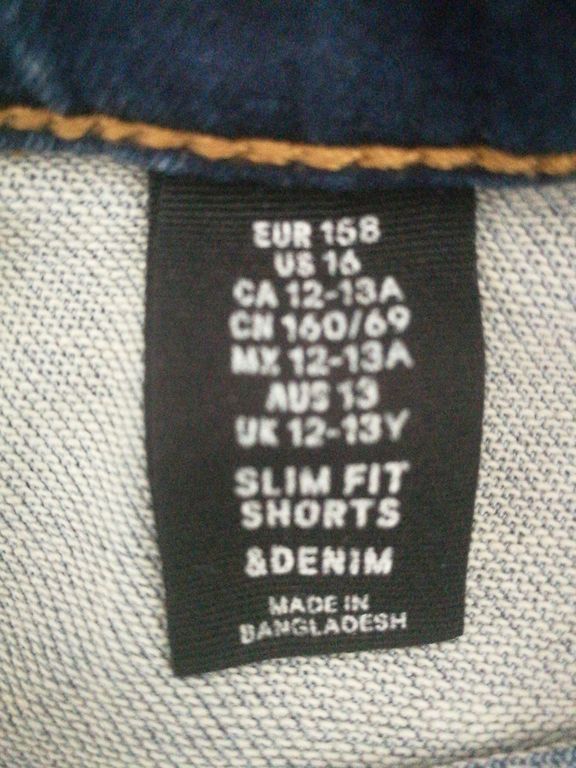 EUR 158
US 16
CA 12-13A
CN 160/69
MX 12-13A
AUS 13
UK 12-13Y
SLIM FIT
SHORTS
&DENIM
MADE IN
BANGLADESH